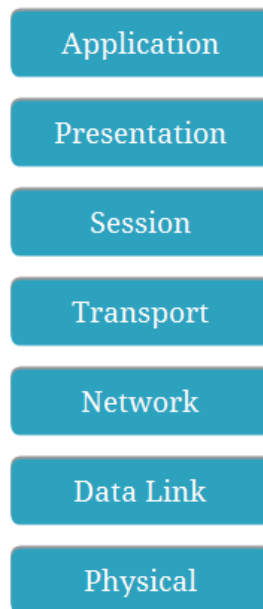 Application
Presentation
Session
Transport
Network
Data Link
Physical